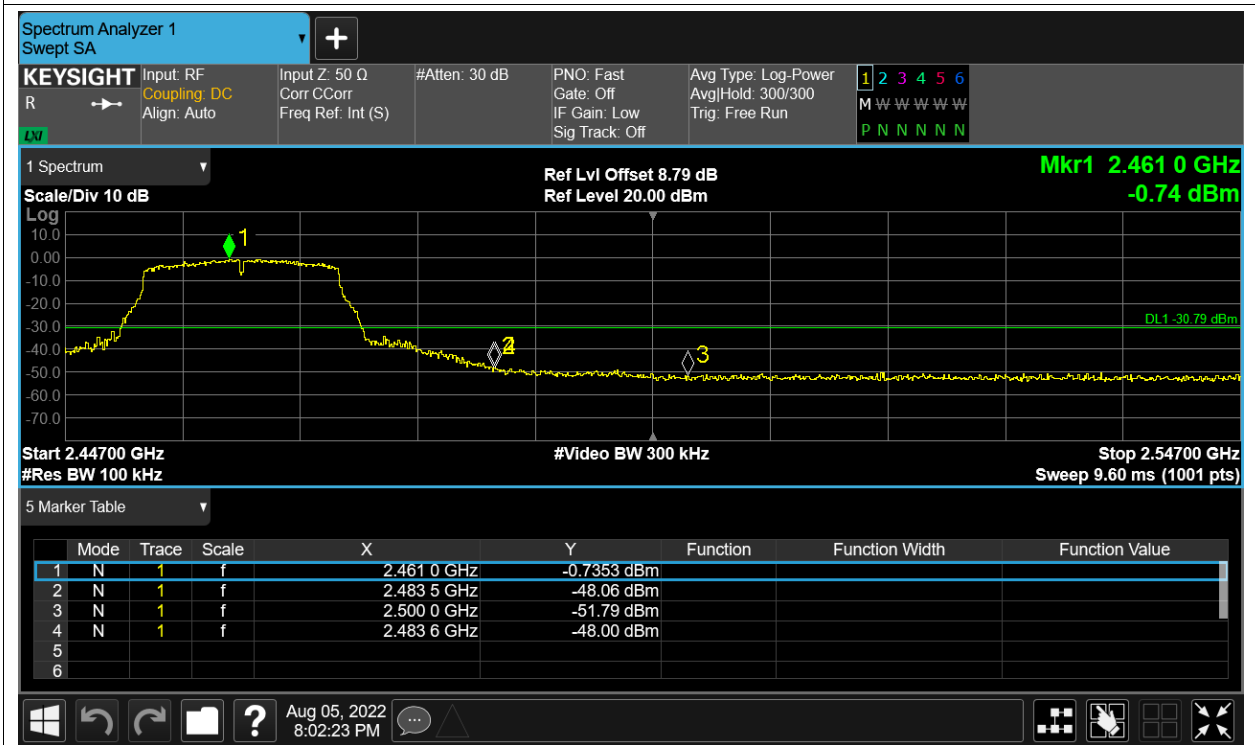 Spectrum Analyzer 1
Swept SA
+
KEYSIGHT Input: RF Input Z: 50 Ω #Atten: 30 dB PNO: Fast Avg Type: Log-Power 1 2 3 4 5 6
R Coupling: DC Corr CCorr Gate: Off Avg|Hold: 300/300 M W W W W W
Align: Auto Freq Ref: Int (S) IF Gain: Low Trig: Free Run
LXI Sig Track: Off P N N N N N
1 Spectrum
Ref Lvl Offset 8.79 dB Mkr1 2.461 0 GHz
Scale/Div 10 dB Ref Level 20.00 dBm -0.74 dBm
Log
10.0
1
0.00
-10.0
-20.0
DL1 -30.79 dBm
-30.0
-40.0
2
4
3
-50.0
-60.0
-70.0
Start 2.44700 GHz #Video BW 300 kHz Stop 2.54700 GHz
#Res BW 100 kHz Sweep 9.60 ms (1001 pts)
5 Marker Table
Mode Trace Scale X Y Function Function Width Function Value
1 N 1 f 2.461 0 GHz -0.7353 dBm
2 N 1 f 2.483 5 GHz -48.06 dBm
3 N 1 f 2.500 0 GHz -51.79 dBm
4 N 1 f 2.483 6 GHz -48.00 dBm
5
6
? Aug 05, 2022
8:02:23 PM